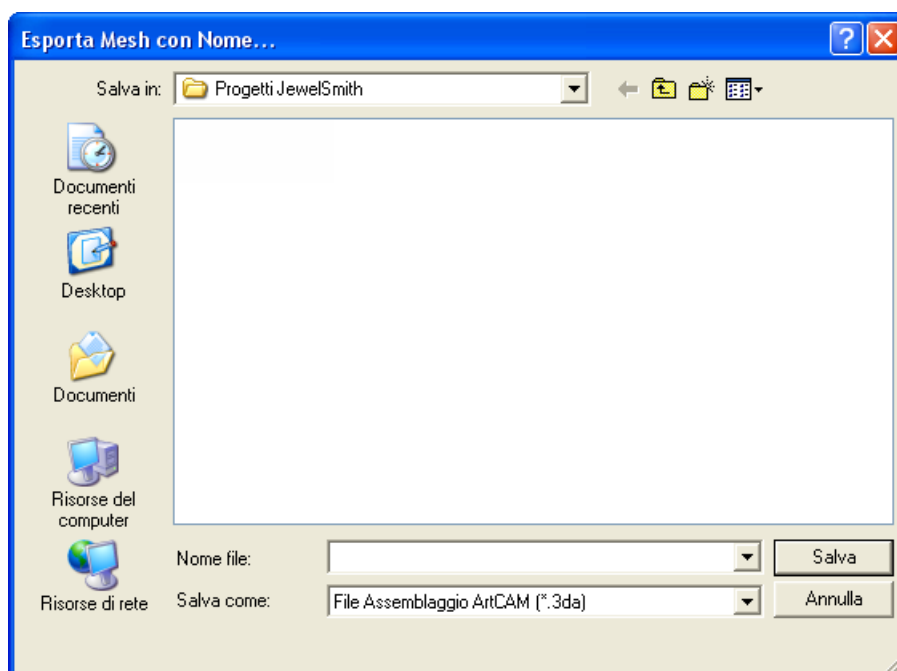 Esporta Mesh con Nome...
Salva in: Progetti JewelSmith
Documenti
recenti
Desktop
Documenti
Risorse del
computer
Risorse di rete
Nome file: Salva
Salva come: File Assemblaggio ArtCAM (*.3da) Annulla